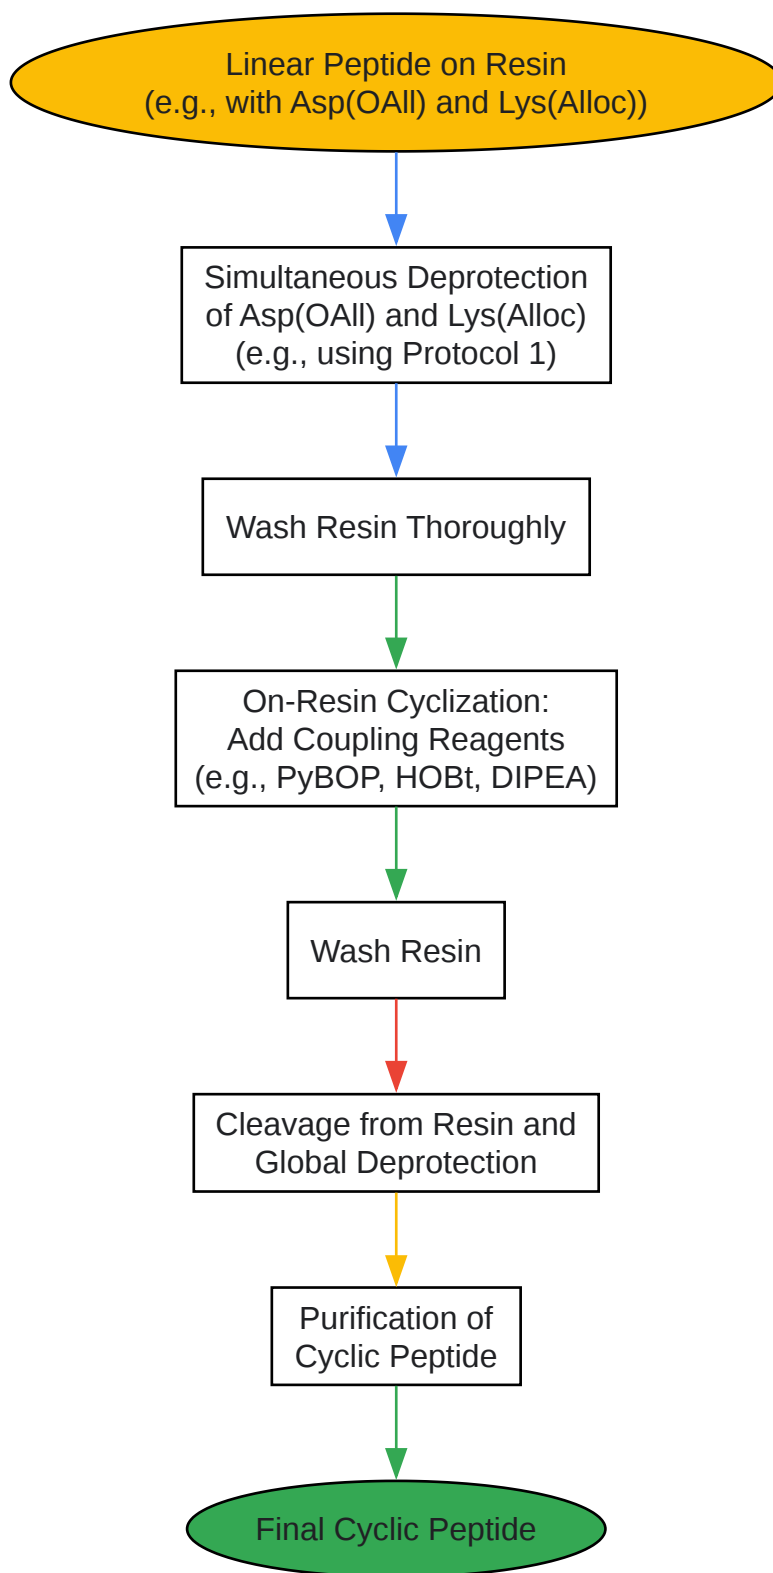 Linear Peptide on Resin
(e.g., with Asp(OAll) and Lys(Alloc))
Simultaneous Deprotection
of Asp(OAll) and Lys(Alloc)
(e.g., using Protocol 1)
Wash Resin Thoroughly
On-Resin Cyclization:
Add Coupling Reagents
(e.g., PyBOP, HOBt, DIPEA)
Wash Resin
Cleavage from Resin and
Global Deprotection
Purification of
Cyclic Peptide
Final Cyclic Peptide